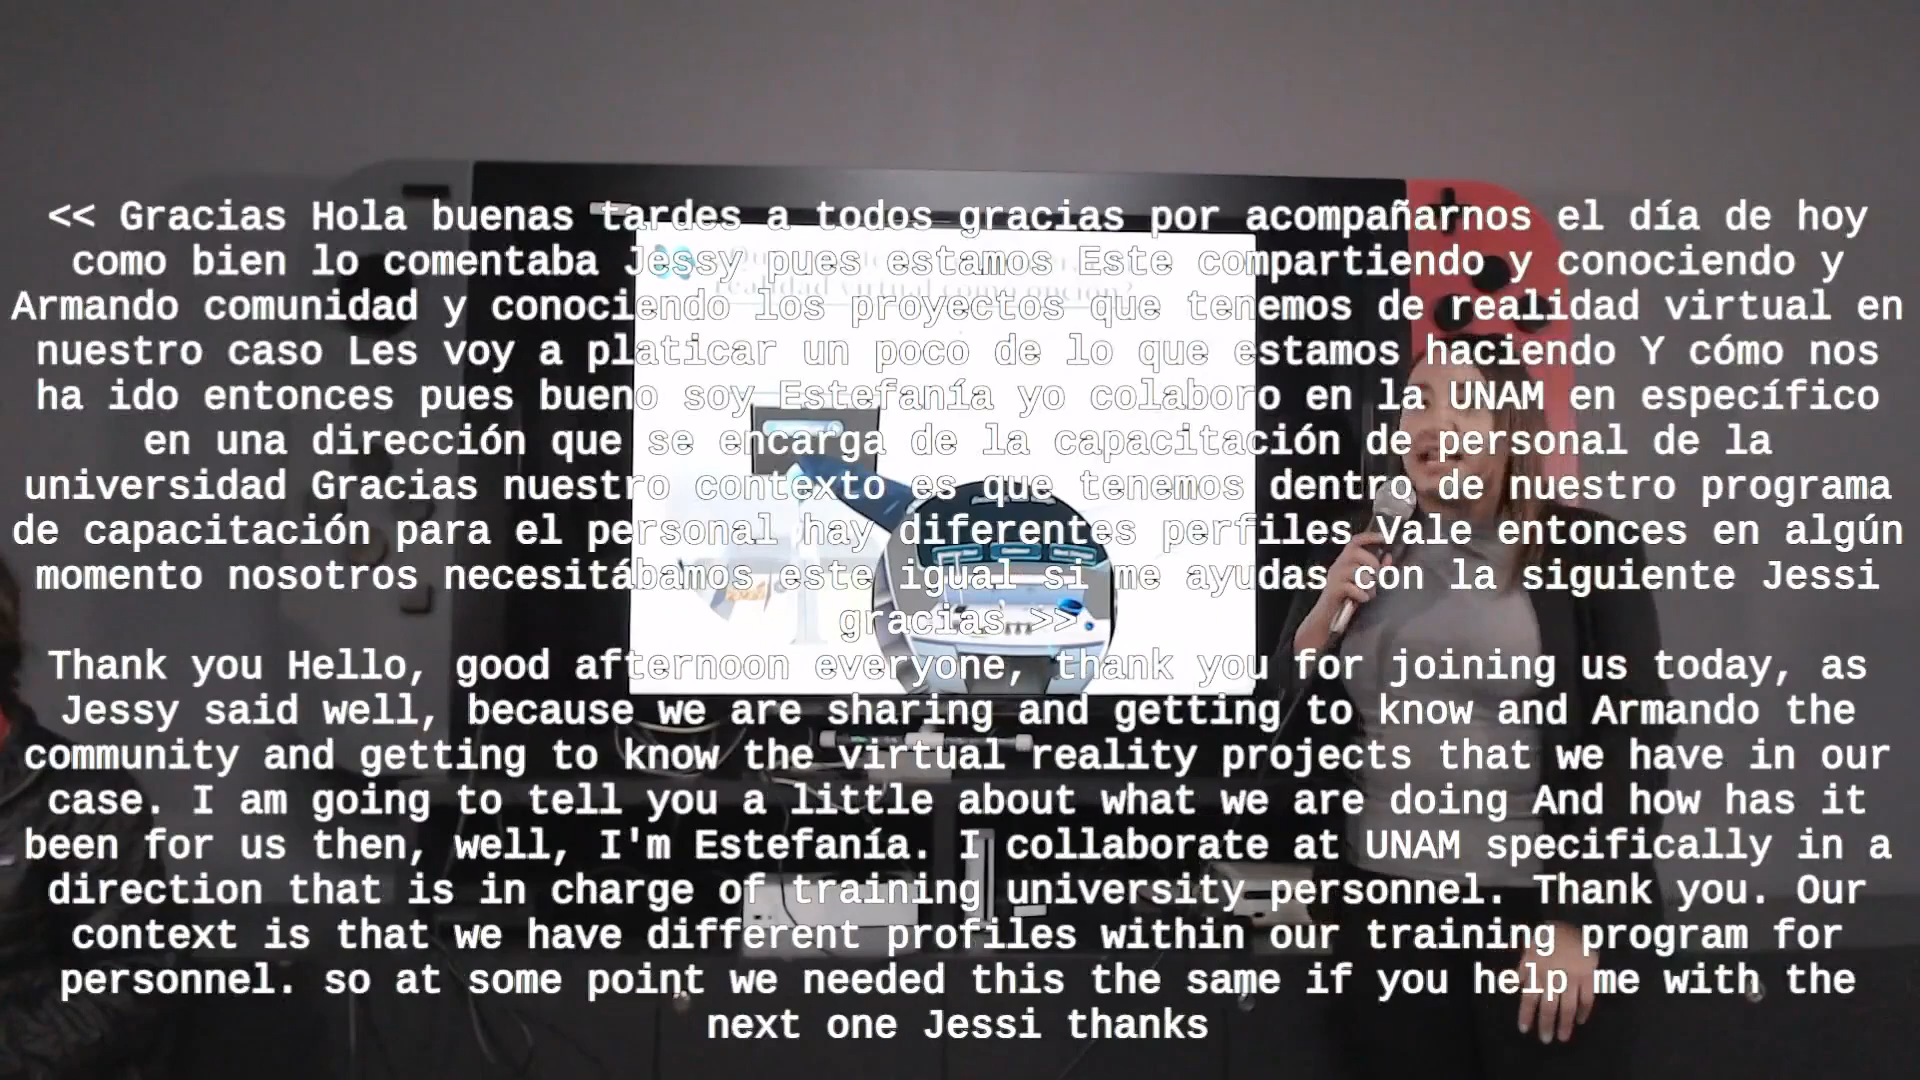 << Gracias Hola buenas tardes a todos gracias por acompañarnos el día de hoy
como bien lo comentaba Jessy pues estamos Este compartiendo y conociendo y
Armando comunidad y conociendo los proyectos que tenemos de realidad virtual en
nuestro caso Les voy a platicar un poco de lo que estamos haciendo Y cómo nos
ha ido entonces pues bueno soy Estefanía yo colaboro en la UNAM en específico
en una dirección que se encarga de la capacitación de personal de la
universidad Gracias nuestro contexto es que tenemos dentro de nuestro programa
de capacitación para el personal hay diferentes perfiles Vale entonces en algún
momento nosotros necesitábamos este igual si me ayudas con la siguiente Jessi
gracias >>
Thank you Hello, good afternoon everyone, thank you for joining us today, as
Jessy said well, because we are sharing and getting to know and Armando the
community and getting to know the virtual reality projects that we have in our
case. I am going to tell you a little about what we are doing And how has it
been for us then, well, I'm Estefanía. I collaborate at UNAM specifically in a
direction that is in charge of training university personnel. Thank you. Our
context is that we have different profiles within our training program for
personnel. so at some point we needed this the same if you help me with the
next one Jessi thanks
realidad virtual como opción?